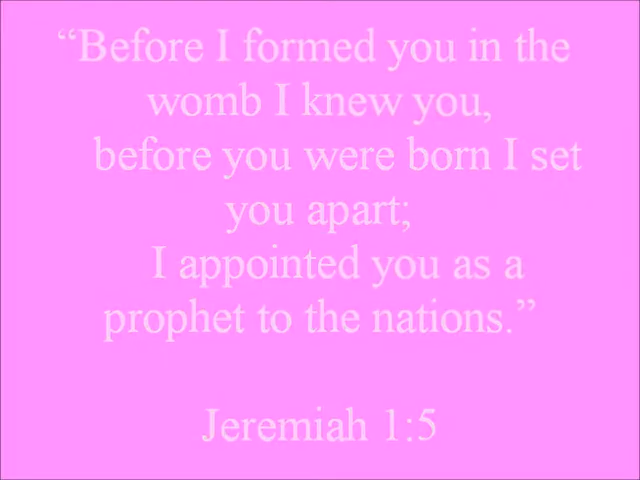 “Before I formed you in the
womb I knew you,
before you were born I set
you apart;
I appointed you as a
prophet to the nations.”
Jeremiah 1:5